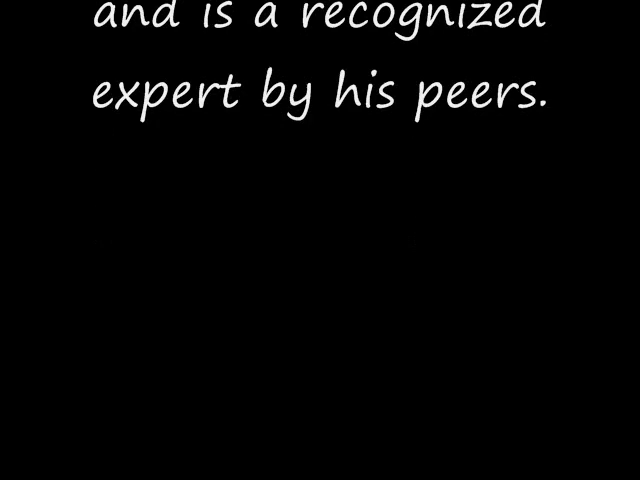 and is a recognized
expert by his peers.